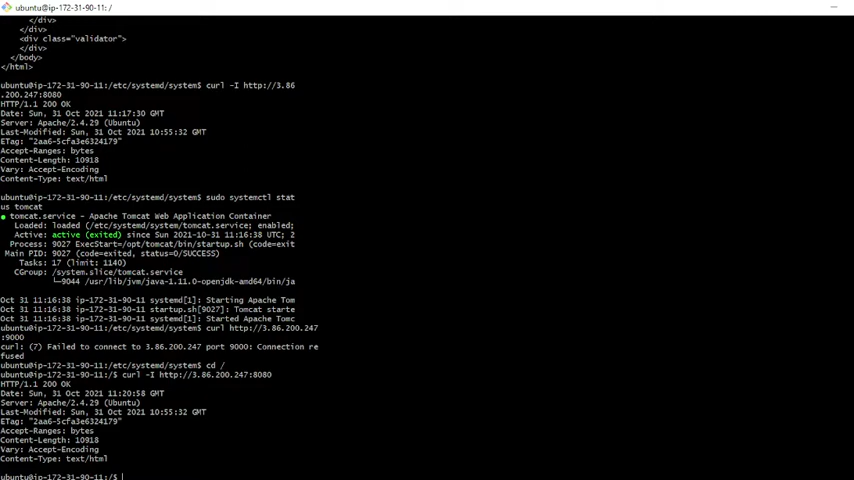 ubuntu@ip-172-31-90-11: /
</div>
</div>
<div class="validator">
</div>
</body>
</html>
ubuntu@ip-172-31-90-11:/etc/systemd/system$ curl -I http://3.86
.200.247:8080
HTTP/1.1 200 OK
Date: Sun, 31 Oct 2021 11:17:30 GMT
Server: Apache/2.4.29 (Ubuntu)
Last-Modified: Sun, 31 Oct 2021 10:55:32 GMT
ETag: "2aa6-5cfa3e6324179"
Accept-Ranges: bytes
Content-Length: 10918
Vary: Accept-Encoding
Content-Type: text/html
ubuntu@ip-172-31-90-11:/etc/systemd/system$ sudo systemctl stat
us tomcat
● tomcat.service - Apache Tomcat Web Application Container
Loaded: loaded (/etc/systemd/system/tomcat.service; enabled;
Active: active (exited) since Sun 2021-10-31 11:16:38 UTC; 2
Process: 9027 ExecStart=/opt/tomcat/bin/startup.sh (code=exit
Main PID: 9027 (code=exited, status=0/SUCCESS)
Tasks: 17 (limit: 1140)
CGroup: /system.slice/tomcat.service
└─9044 /usr/lib/jvm/java-1.11.0-openjdk-amd64/bin/ja
Oct 31 11:16:38 ip-172-31-90-11 systemd[1]: Starting Apache Tom
Oct 31 11:16:38 ip-172-31-90-11 startup.sh[9027]: Tomcat starte
Oct 31 11:16:38 ip-172-31-90-11 systemd[1]: Started Apache Tomc
ubuntu@ip-172-31-90-11:/etc/systemd/system$ curl http://3.86.200.247
:9000
curl: (7) Failed to connect to 3.86.200.247 port 9000: Connection re
fused
ubuntu@ip-172-31-90-11:/etc/systemd/system$ cd /
ubuntu@ip-172-31-90-11:/$ curl -I http://3.86.200.247:8080
HTTP/1.1 200 OK
Date: Sun, 31 Oct 2021 11:20:58 GMT
Server: Apache/2.4.29 (Ubuntu)
Last-Modified: Sun, 31 Oct 2021 10:55:32 GMT
ETag: "2aa6-5cfa3e6324179"
Accept-Ranges: bytes
Content-Length: 10918
Vary: Accept-Encoding
Content-Type: text/html
ubuntu@ip-172-31-90-11:/$